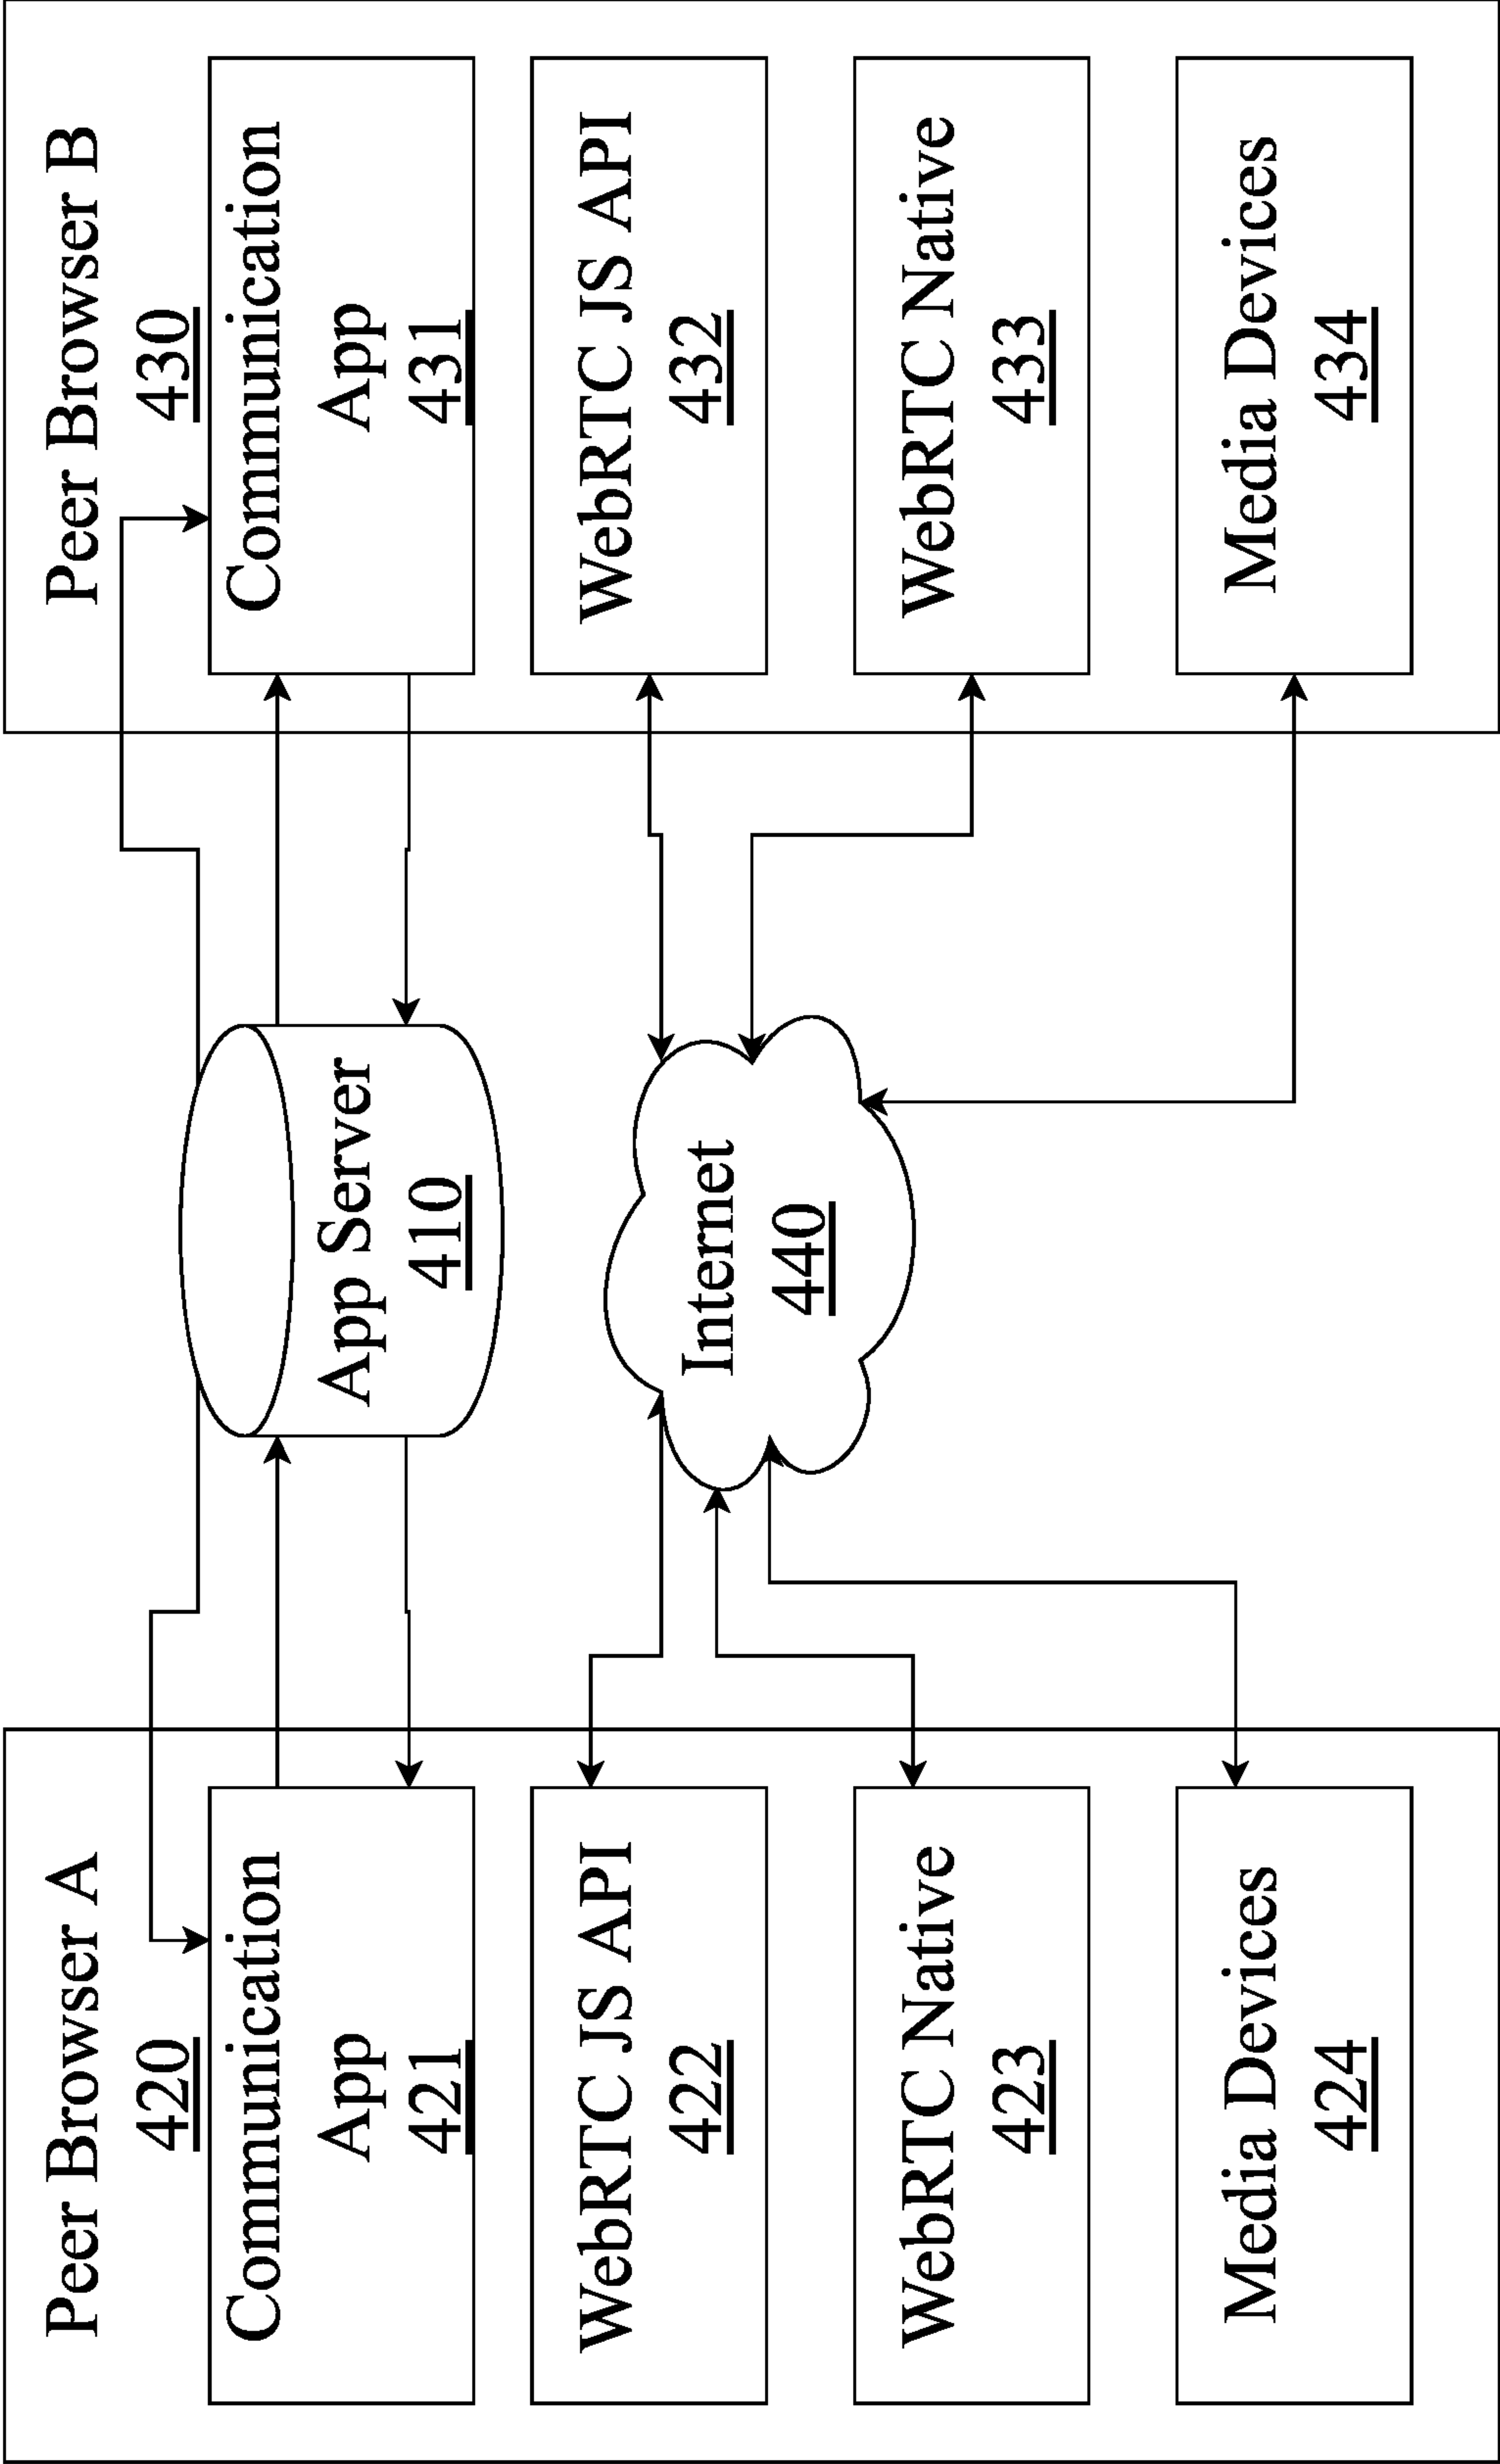 Peer Browser A
420
Communication
App
421
WebRTC JS API
422
WebRTC Native
423
Media Devices
424
App Server
410
Internet
440
Peer Browser B
430
Communication
App
431
WebRTC JS API
432
WebRTC Native
433
Media Devices
434